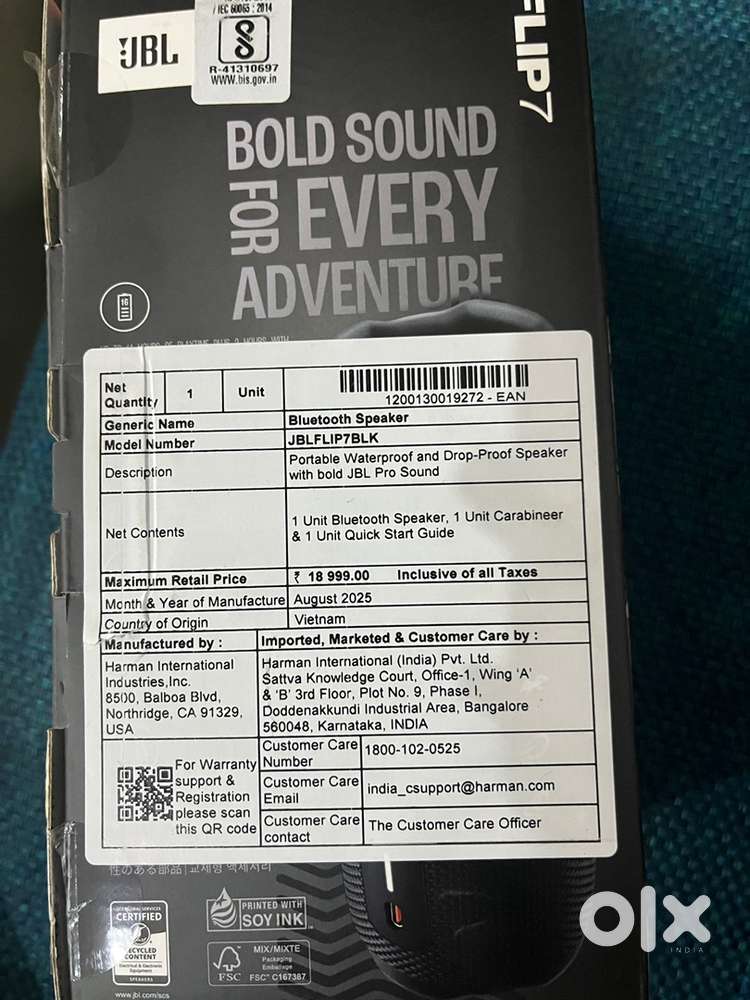 / IEC 60065 : 2014
R-41310697
www.bis.gov.in
JBL
FLIP7
BOLD SOUND
FOR EVERY
ADVENTURE
16
Net Quantity 1 Unit
1200130019272 - EAN
Generic Name Bluetooth Speaker
Model Number JBLFLIP7BLK
Description Portable Waterproof and Drop-Proof Speaker
with bold JBL Pro Sound
Net Contents 1 Unit Bluetooth Speaker, 1 Unit Carabineer
& 1 Unit Quick Start Guide
Maximum Retail Price ₹ 18 999.00 Inclusive of all Taxes
Month & Year of Manufacture August 2025
Country of Origin Vietnam
Manufactured by :
Harman International
Industries,Inc.
8500, Balboa Blvd,
Northridge, CA 91329,
USA
Imported, Marketed & Customer Care by :
Harman International (India) Pvt. Ltd.
Sattva Knowledge Court, Office-1, Wing 'A'
& 'B' 3rd Floor, Plot No. 9, Phase I,
Doddenakkundi Industrial Area, Bangalore
560048, Karnataka, INDIA
For Warranty
support &
Registration
please scan
this QR code
Customer Care
Number 1800-102-0525
Customer Care
Email india_csupport@harman.com
Customer Care
contact The Customer Care Officer
CERTIFIED
RECYCLED
CONTENT
Electrical & Electronic
Equipment
SPEAKERS
www.jbl.com/scs
PRINTED WITH
SOY INK
FSC
MIX/MIXTE
Packaging
Emballage
FSC™ C167387
olx
INDIA